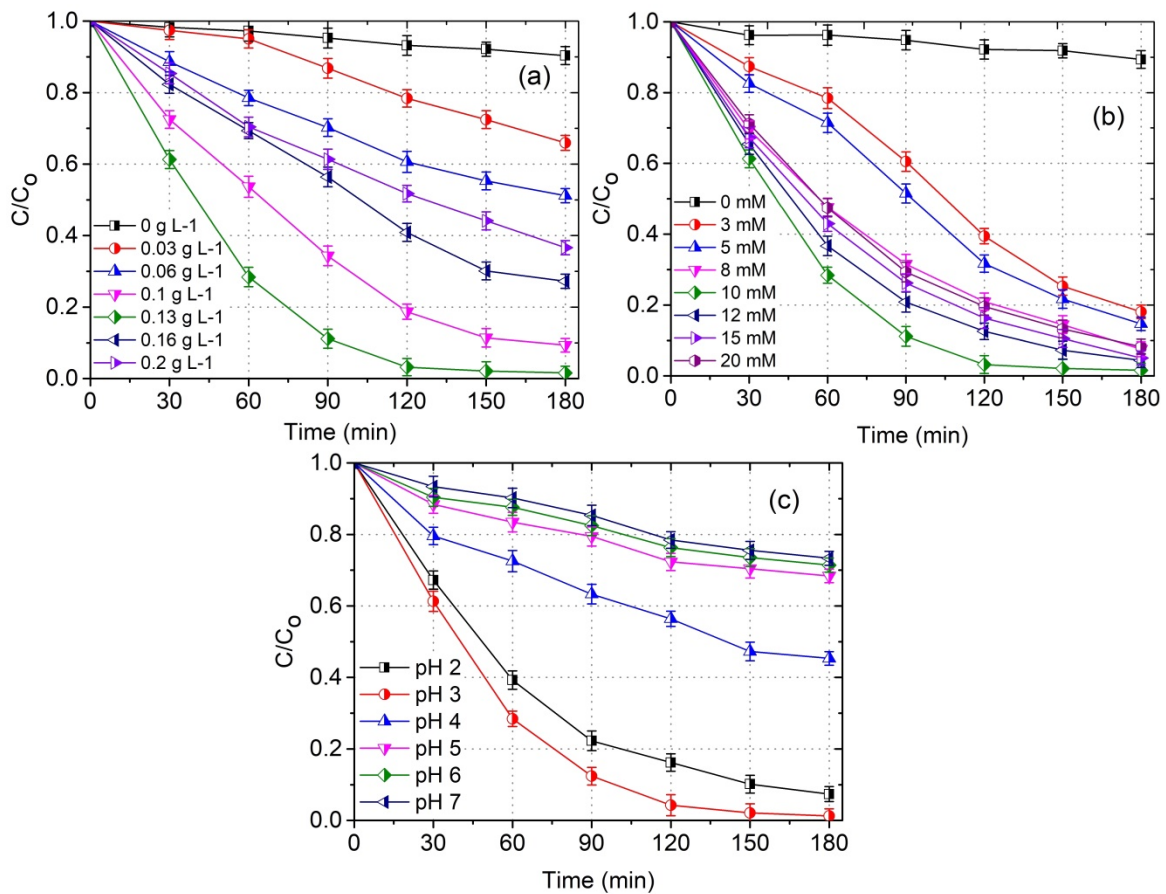 (a)
C/Co
1.0
0.8
0.6
0.4
0.2
0.0
0 g L-1
0.03 g L-1
0.06 g L-1
0.1 g L-1
0.13 g L-1
0.16 g L-1
0.2 g L-1
0 30 60 90 120 150 180
Time (min)
(b)
C/Co
1.0
0.8
0.6
0.4
0.2
0.0
0 mM
3 mM
5 mM
8 mM
10 mM
12 mM
15 mM
20 mM
0 30 60 90 120 150 180
Time (min)
(c)
C/Co
1.0
0.8
0.6
0.4
0.2
0.0
pH 2
pH 3
pH 4
pH 5
pH 6
pH 7
0 30 60 90 120 150 180
Time (min)